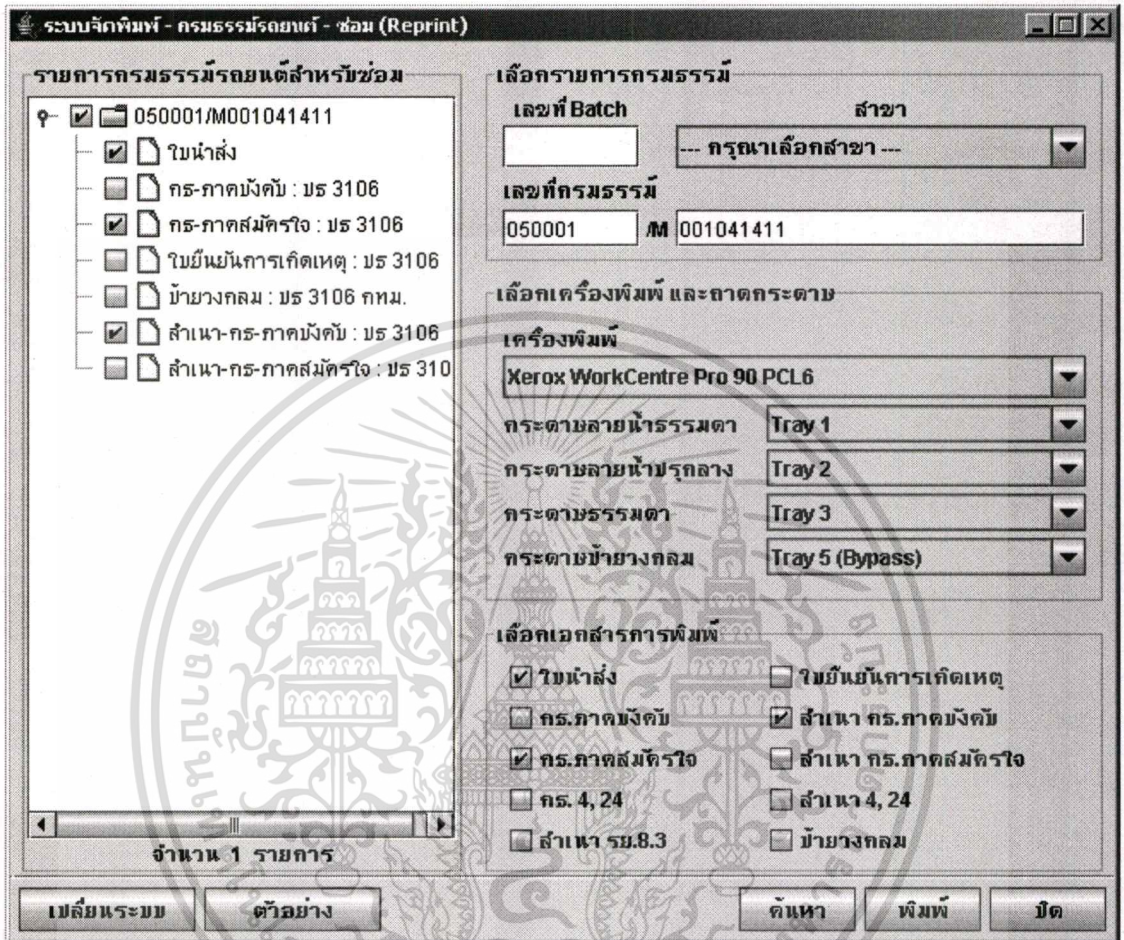 ระบบจัดพิมพ์ - กรมธรรม์รถยนต์ - ซ่อม (Reprint)
รายการกรมธรรม์รถยนต์สำหรับซ่อม
050001/M001041411
ใบนำส่ง
กธ-ภาคบังคับ : ปธ 3106
กธ-ภาคสมัครใจ : ปธ 3106
ใบยืนยันการเกิดเหตุ : ปธ 3106
ป้ายวงกลม : ปธ 3106 กทม.
สำเนา-กธ-ภาคบังคับ : ปธ 3106
สำเนา-กธ-ภาคสมัครใจ : ปธ 310
จำนวน 1 รายการ
เลือกรายการกรมธรรม์
เลขที่ Batch สาขา
--- กรุณาเลือกสาขา ---
เลขที่กรมธรรม์
050001 /M 001041411
เลือกเครื่องพิมพ์ และถาดกระดาษ
เครื่องพิมพ์
Xerox WorkCentre Pro 90 PCL6
กระดาษลายน้ำธรรมดา Tray 1
กระดาษลายน้ำปรุกลาง Tray 2
กระดาษธรรมดา Tray 3
กระดาษป้ายวงกลม Tray 5 (Bypass)
เลือกเอกสารการพิมพ์
ใบนำส่ง ใบยืนยันการเกิดเหตุ
กธ.ภาคบังคับ สำเนา กธ.ภาคบังคับ
กธ.ภาคสมัครใจ สำเนา กธ.ภาคสมัครใจ
กธ. 4, 24 สำเนา 4, 24
สำเนา รย.8.3 ป้ายวงกลม
เปลี่ยนระบบ ตัวอย่าง ค้นหา พิมพ์ ปิด